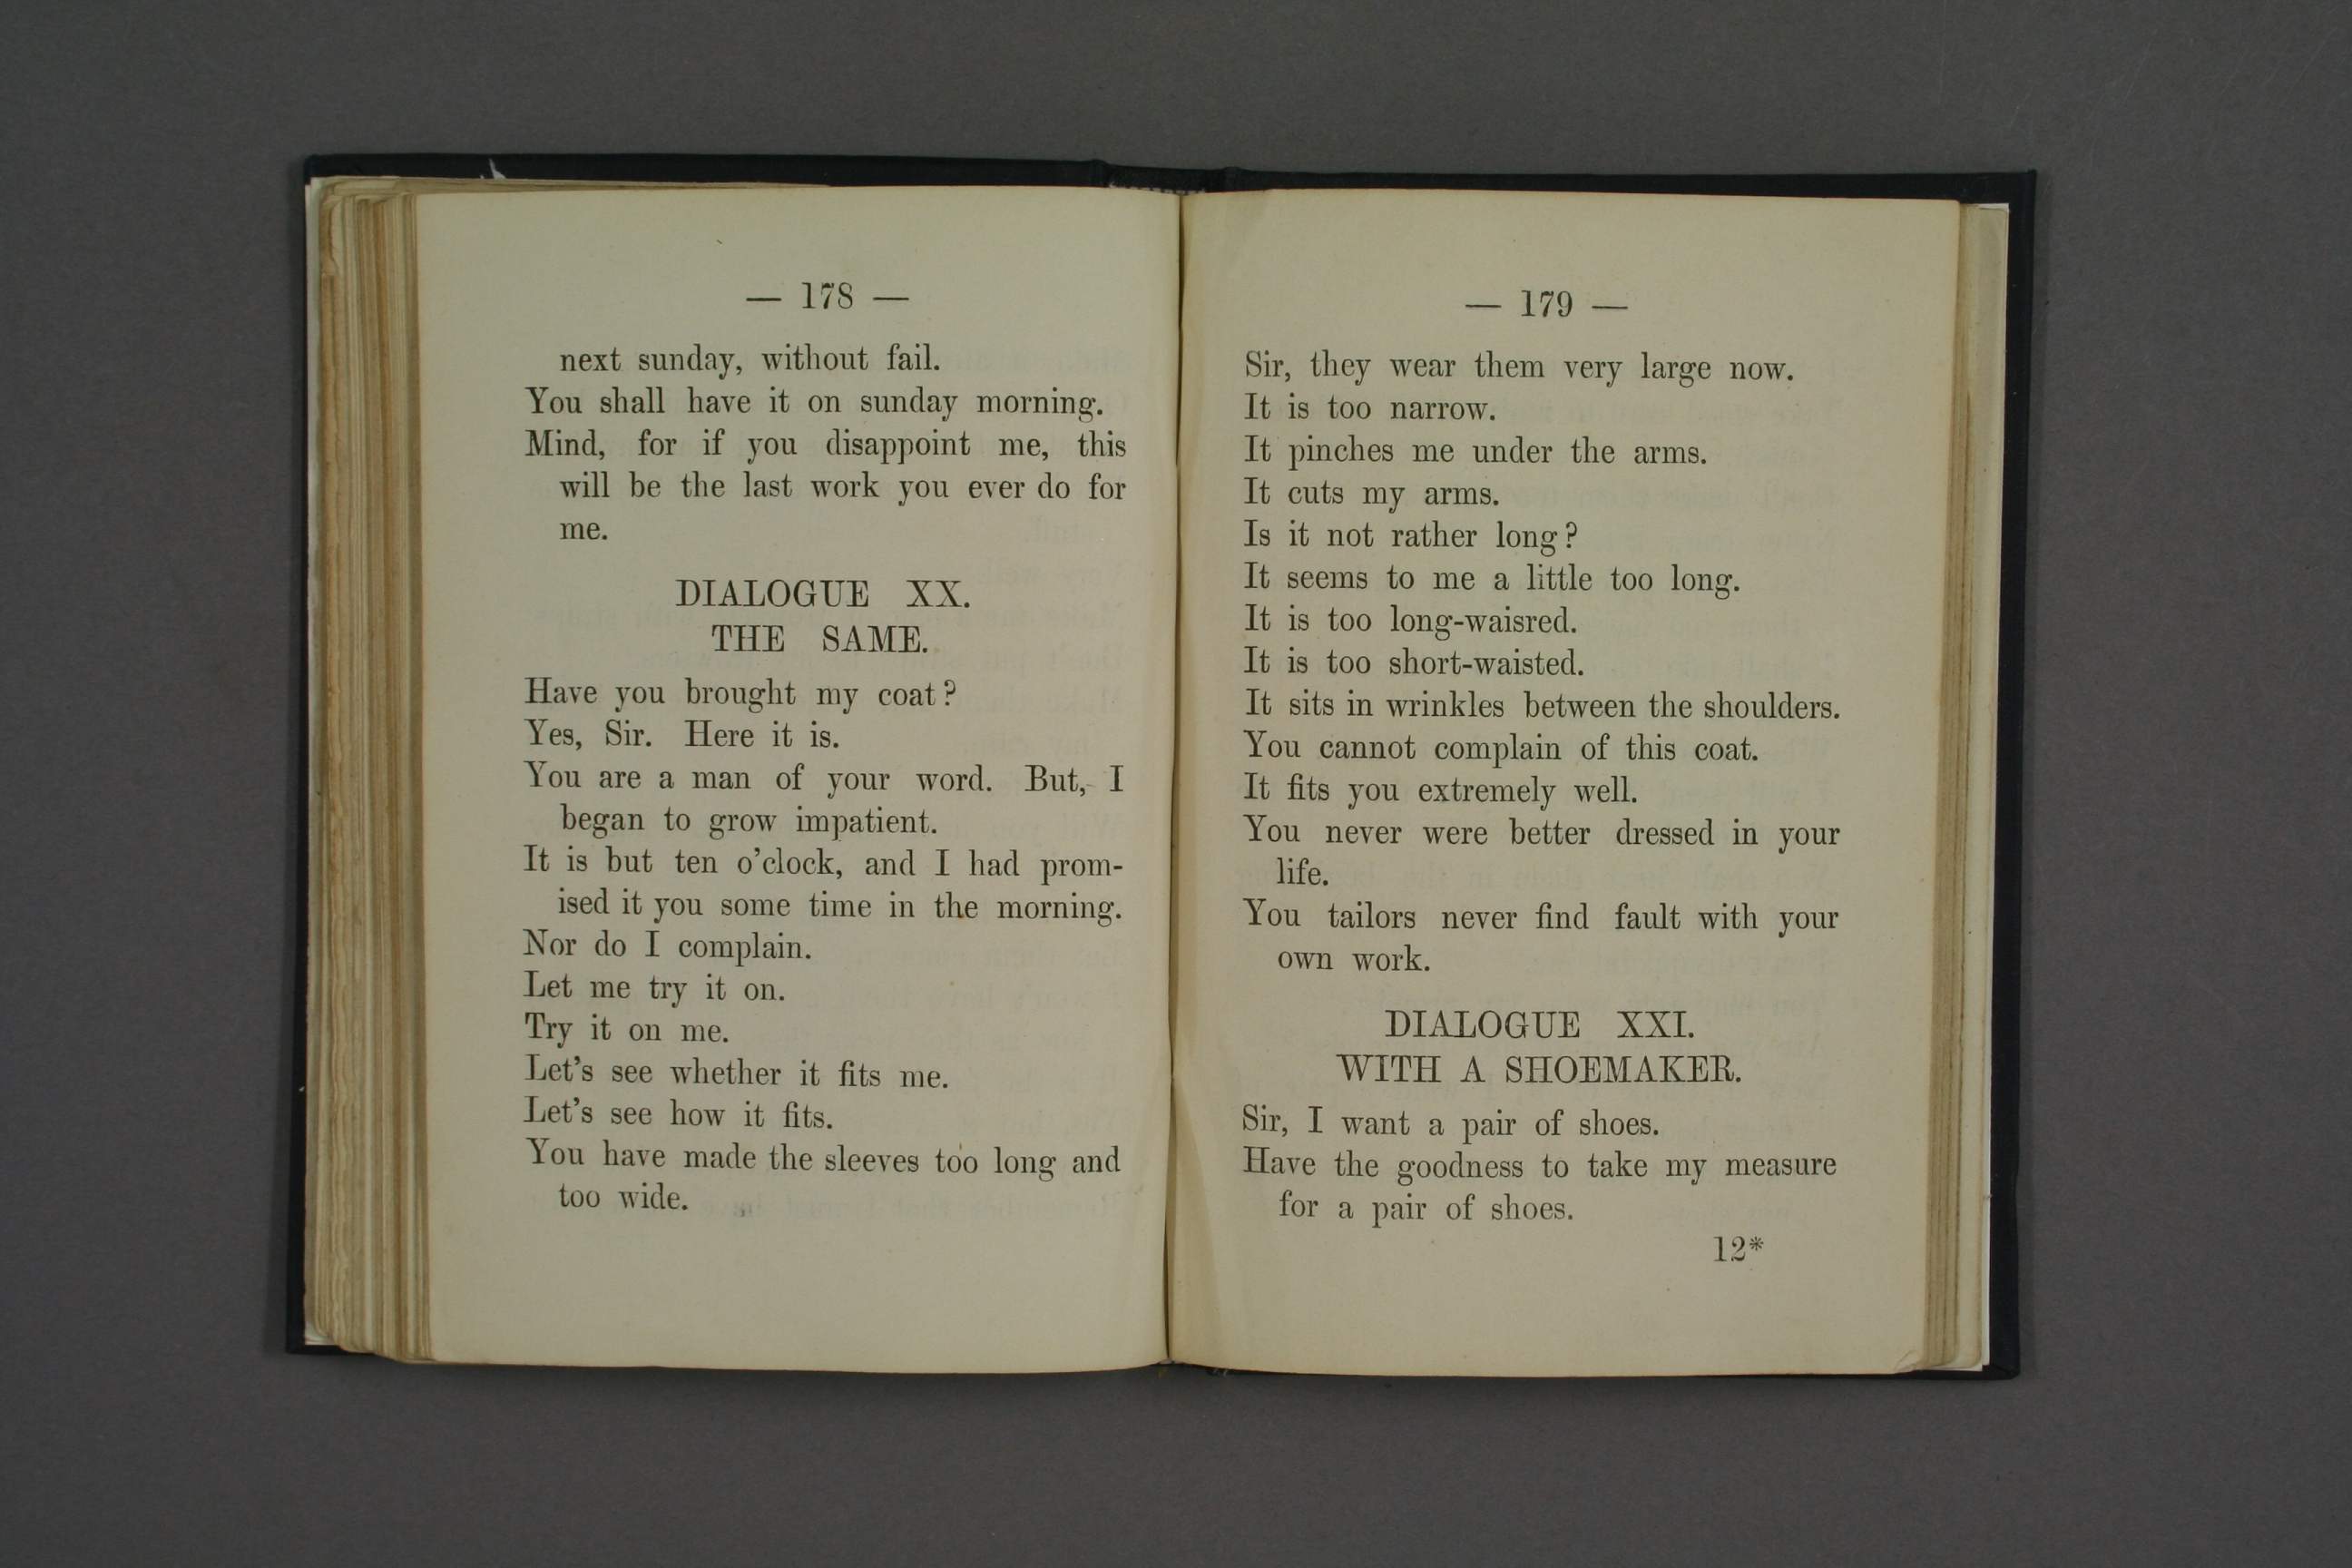 — 178 —
next sunday, without fail.
You shall have it on sunday morning.
Mind, for if you disappoint me, this
will be the last work you ever do for
me.
DIALOGUE XX.
THE SAME.
Have you brought my coat?
Yes, Sir. Here it is.
You are a man of your word. But, I
began to grow impatient.
It is but ten o'clock, and I had prom-
ised it you some time in the morning.
Nor do I complain.
Let me try it on.
Try it on me.
Let's see whether it fits me.
Let's see how it fits.
You have made the sleeves too long and
too wide.
— 179 —
Sir, they wear them very large now.
It is too narrow.
It pinches me under the arms.
It cuts my arms.
Is it not rather long?
It seems to me a little too long.
It is too long-waisred.
It is too short-waisted.
It sits in wrinkles between the shoulders.
You cannot complain of this coat.
It fits you extremely well.
You never were better dressed in your
life.
You tailors never find fault with your
own work.
DIALOGUE XXI.
WITH A SHOEMAKER.
Sir, I want a pair of shoes.
Have the goodness to take my measure
for a pair of shoes.
12*